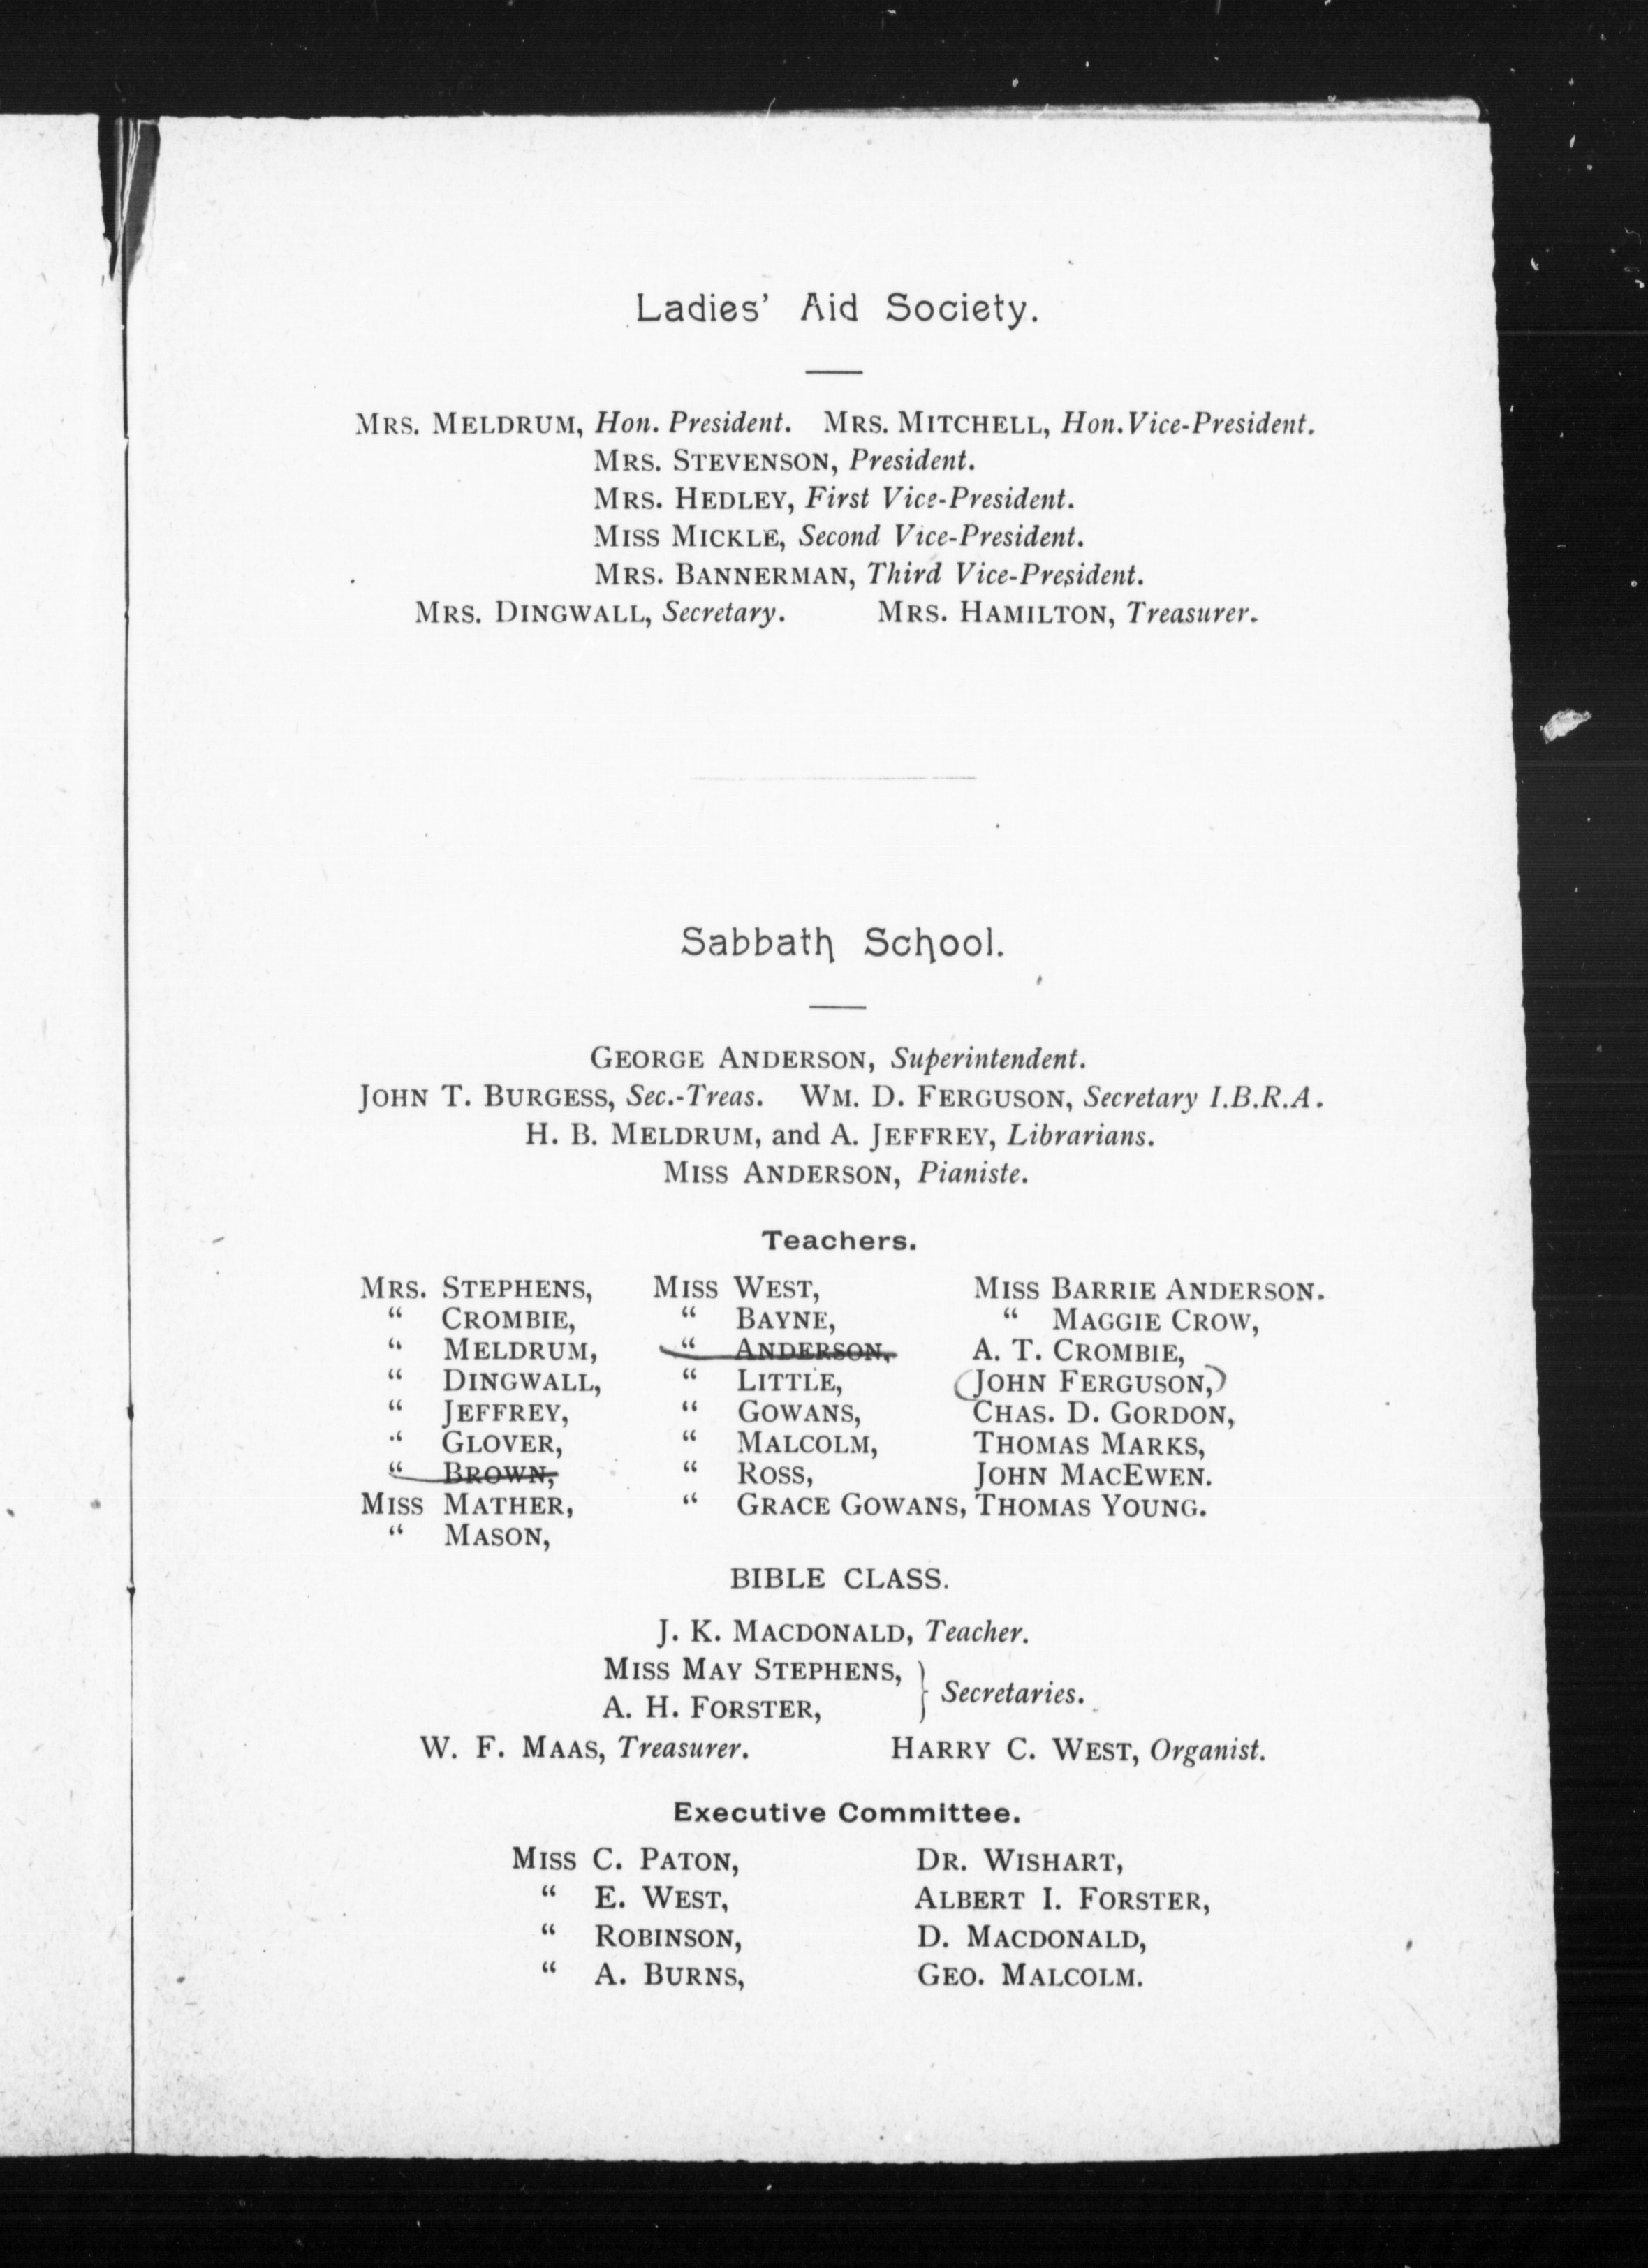 Ladies' Aid Society.
MRS. MELDRUM, Hon. President. MRS. MITCHELL, Hon. Vice-President.
MRS. STEVENSON, President.
MRS. HEDLEY, First Vice-President.
MISS MICKLE, Second Vice-President.
MRS. BANNERMAN, Third Vice-President.
MRS. DINGWALL, Secretary. MRS. HAMILTON, Treasurer.
Sabbath School.
GEORGE ANDERSON, Superintendent.
JOHN T. BURGESS, Sec.-Treas. WM. D. FERGUSON, Secretary I.B.R.A.
H. B. MELDRUM, and A. JEFFREY, Librarians.
MISS ANDERSON, Pianiste.
Teachers.
MRS. STEPHENS, MISS WEST, MISS BARRIE ANDERSON.
“ CROMBIE, “ BAYNE, “ MAGGIE CROW,
“ MELDRUM, “ ANDERSON, A. T. CROMBIE,
“ DINGWALL, “ LITTLE, (JOHN FERGUSON,)
“ JEFFREY, “ GOWANS, CHAS. D. GORDON,
“ GLOVER, “ MALCOLM, THOMAS MARKS,
“ BROWN, “ ROSS, JOHN MACEWEN.
MISS MATHER, “ GRACE GOWANS, THOMAS YOUNG.
“ MASON,
BIBLE CLASS.
J. K. MACDONALD, Teacher.
MISS MAY STEPHENS,
A. H. FORSTER, } Secretaries.
W. F. MAAS, Treasurer. HARRY C. WEST, Organist.
Executive Committee.
MISS C. PATON, DR. WISHART,
“ E. WEST, ALBERT I. FORSTER,
“ ROBINSON, D. MACDONALD,
“ A. BURNS, GEO. MALCOLM.